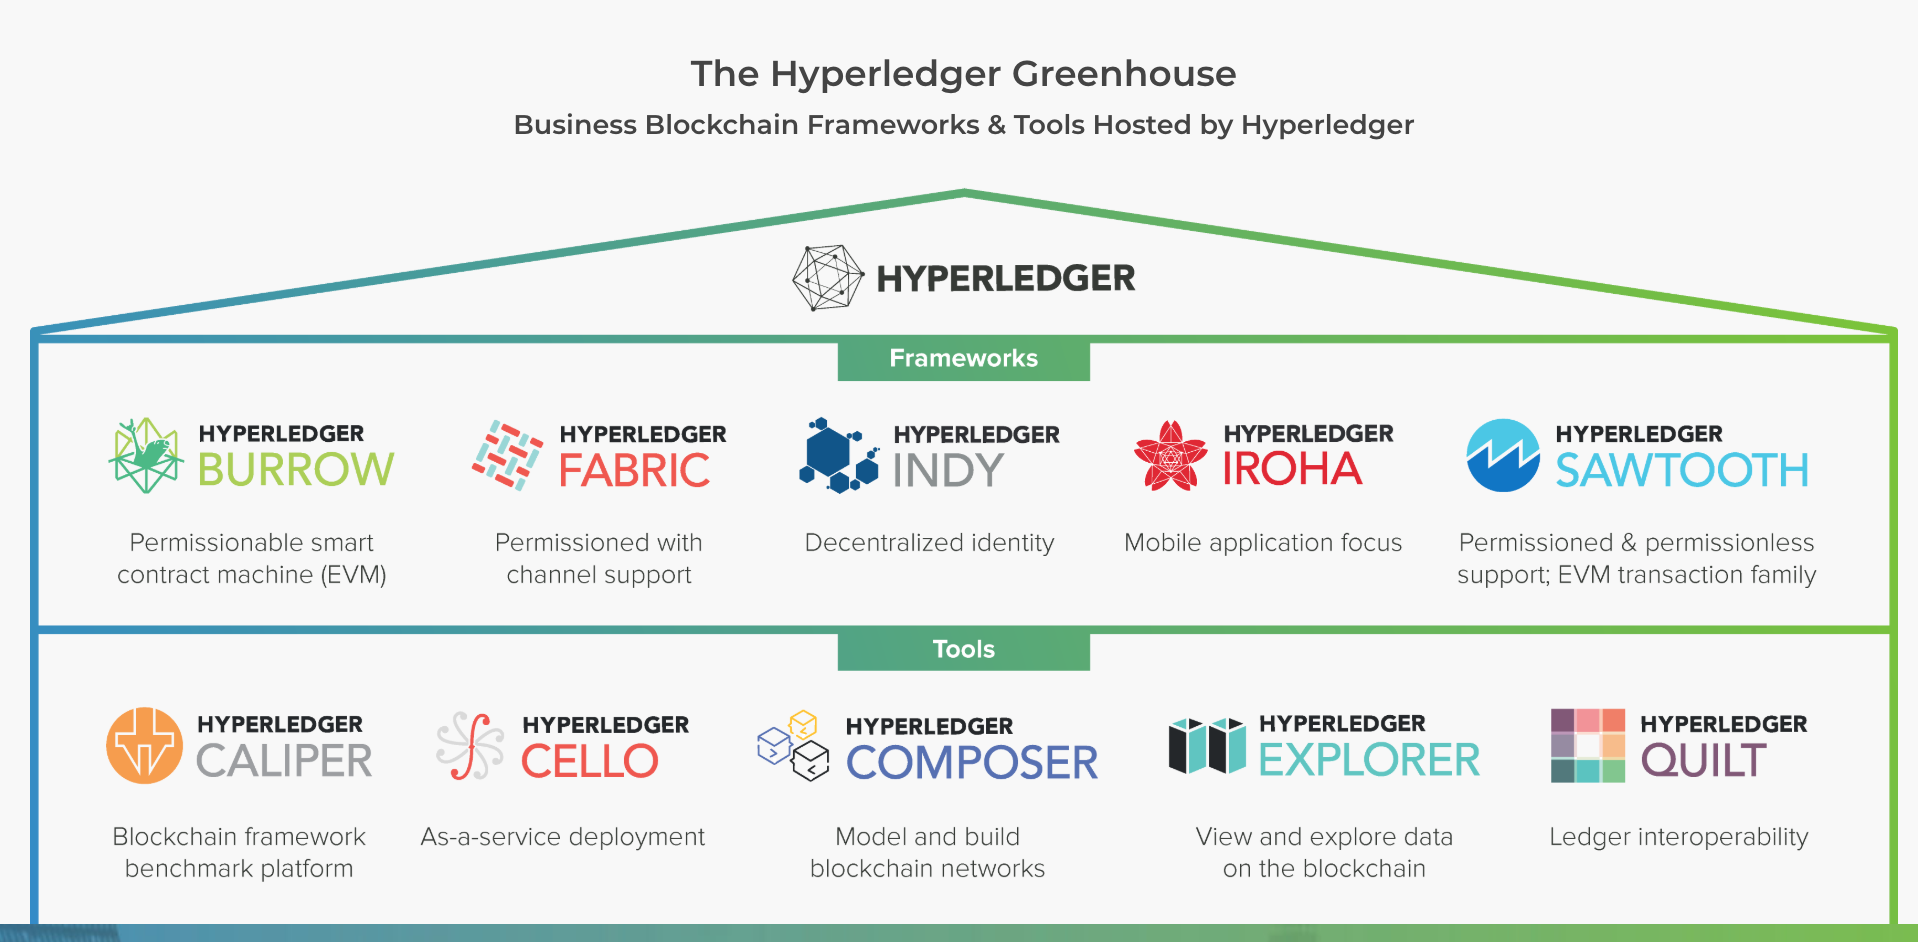 The Hyperledger Greenhouse
Business Blockchain Frameworks & Tools Hosted by Hyperledger
HYPERLEDGER
Frameworks
HYPERLEDGER
BURROW
Permissionable smart
contract machine (EVM)
HYPERLEDGER
FABRIC
Permissioned with
channel support
HYPERLEDGER
INDY
Decentralized identity
HYPERLEDGER
IROHA
Mobile application focus
HYPERLEDGER
SAWTOOTH
Permissioned & permissionless
support; EVM transaction family
Tools
HYPERLEDGER
CALIPER
Blockchain framework
benchmark platform
HYPERLEDGER
CELLO
As-a-service deployment
HYPERLEDGER
COMPOSER
Model and build
blockchain networks
HYPERLEDGER
EXPLORER
View and explore data
on the blockchain
HYPERLEDGER
QUILT
Ledger interoperability